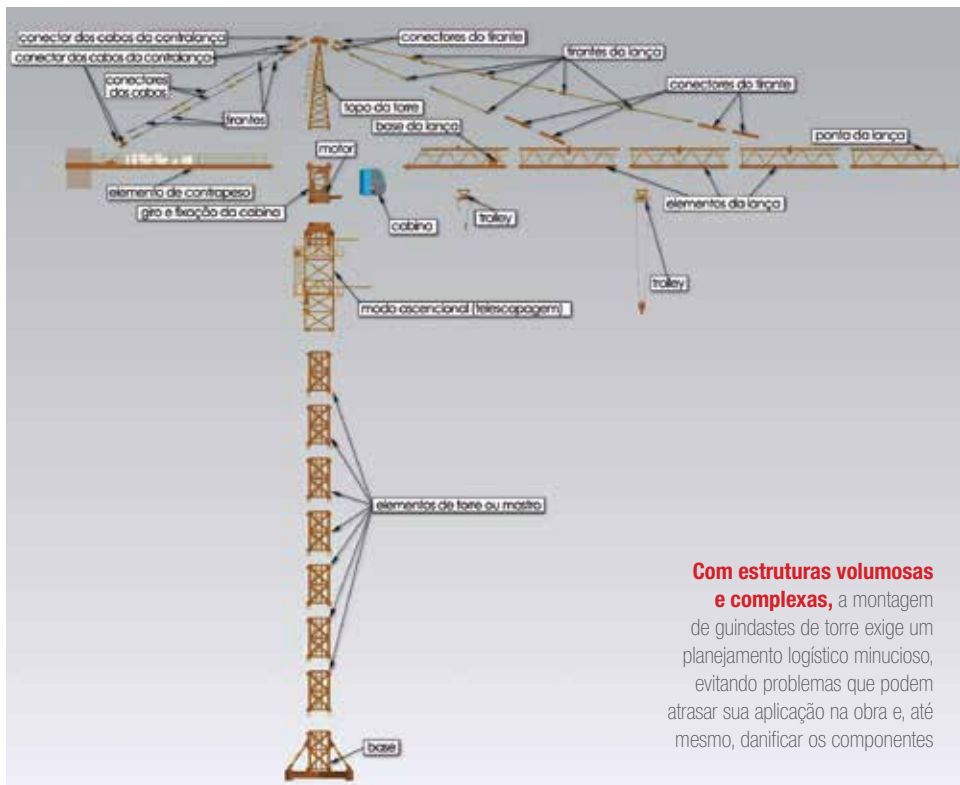 conector dos cabos da contralança
conector dos cabos da contralança
conectores
dos cabos
tirantes
conectores do tirante
tirantes da lança
conectores do tirante
topo da torre
base da lança
ponta da lança
motor
elemento de contrapeso
giro e fixação da cabina
cabina
trolley
elementos da lança
trolley
modo ascencional (telescopagem)
elementos de torre ou mastro
base
Com estruturas volumosas
e complexas, a montagem
de guindastes de torre exige um
planejamento logístico minucioso,
evitando problemas que podem
atrasar sua aplicação na obra e, até
mesmo, danificar os componentes